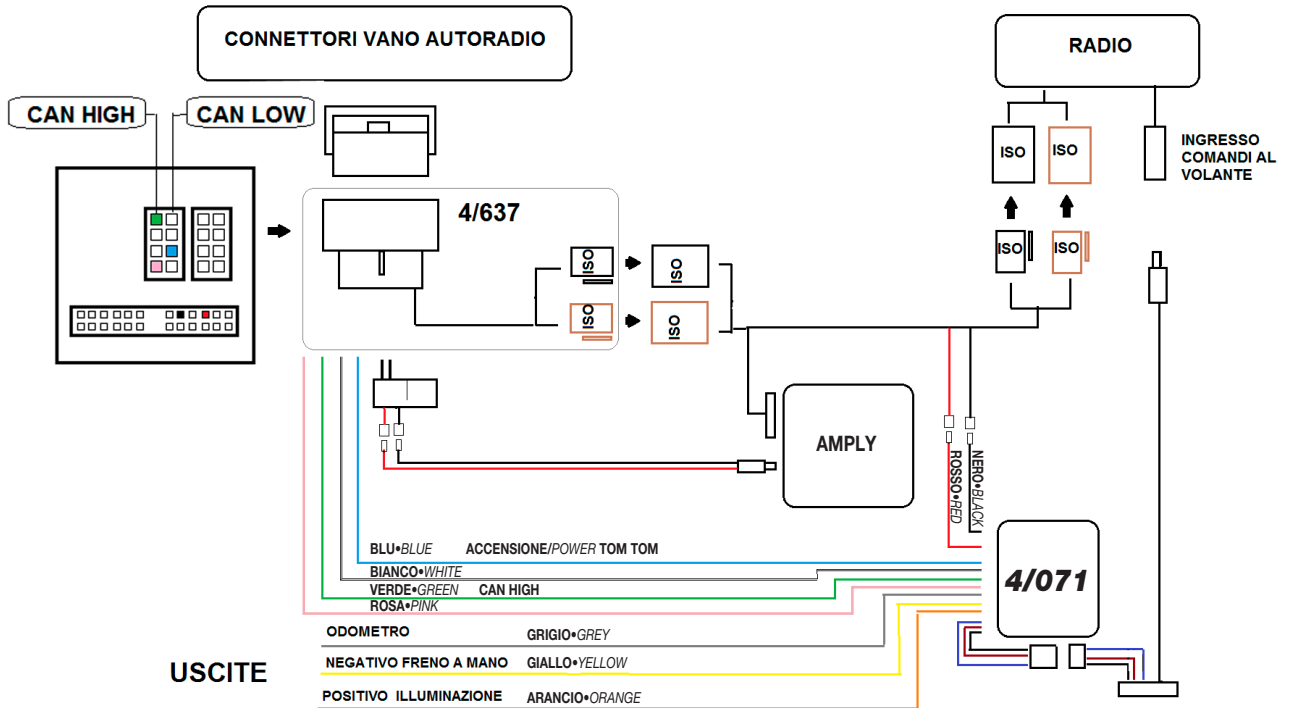 CONNETTORI VANO AUTORADIO
RADIO
CAN HIGH
CAN LOW
INGRESSO
COMANDI AL
VOLANTE
ISO
ISO
4/637
ISO
ISO
ISO
ISO
ISO
ISO
AMPLY
ROSSO•RED
NERO•BLACK
BLU•BLUE ACCENSIONE/POWER TOM TOM
BIANCO•WHITE
VERDE•GREEN CAN HIGH
ROSA•PINK
4/071
ODOMETRO GRIGIO•GREY
USCITE
NEGATIVO FRENO A MANO GIALLO•YELLOW
POSITIVO ILLUMINAZIONE ARANCIO•ORANGE